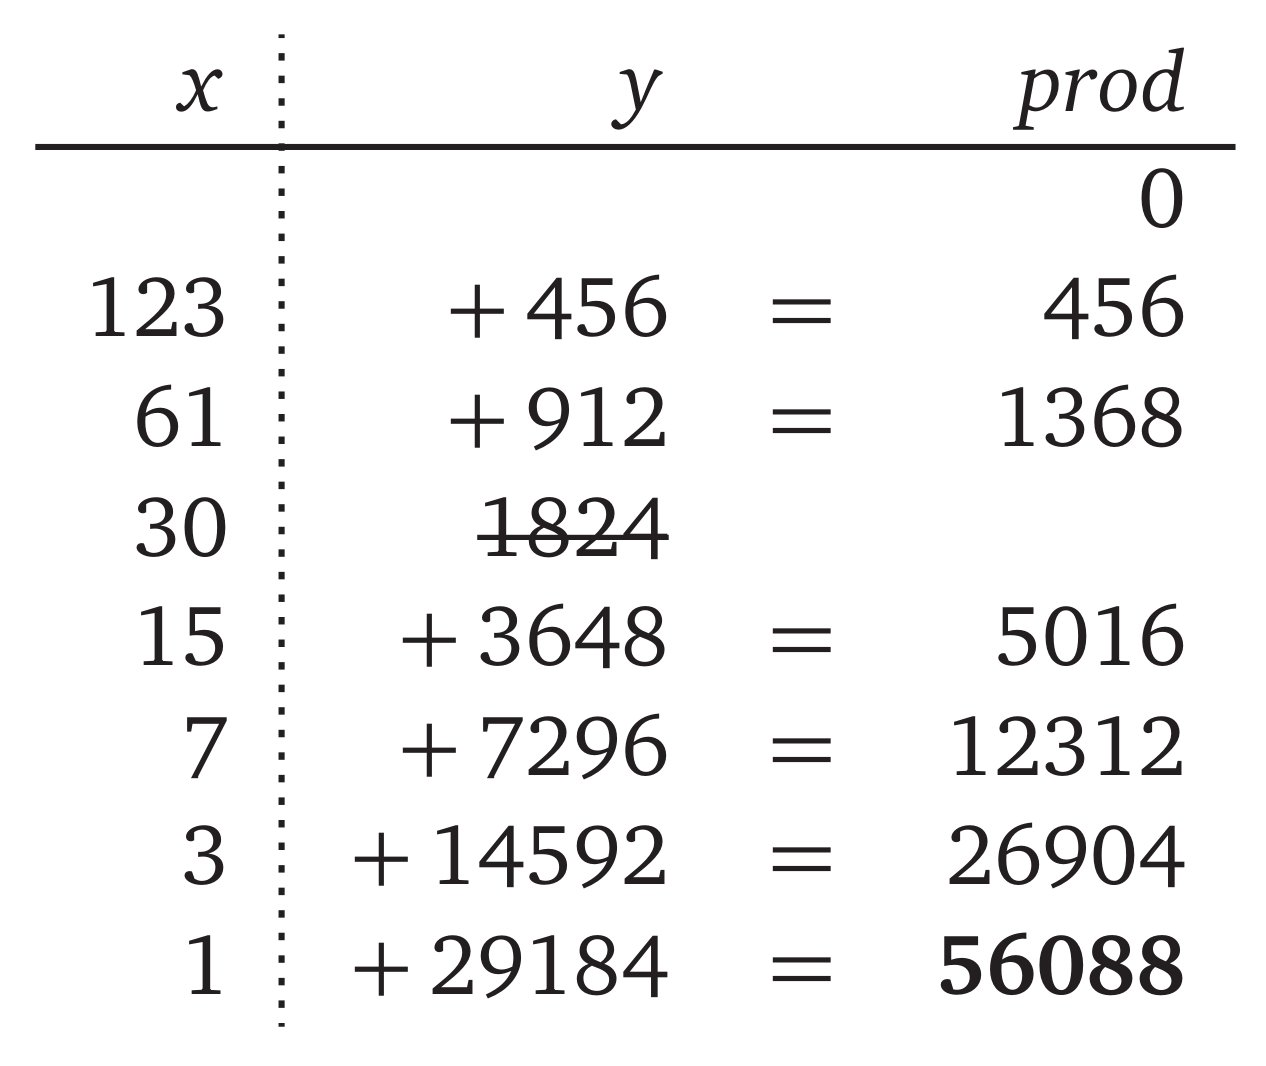 x y prod
0
123 + 456 = 456
61 + 912 = 1368
30 1824
15 + 3648 = 5016
7 + 7296 = 12312
3 + 14592 = 26904
1 + 29184 = 56088